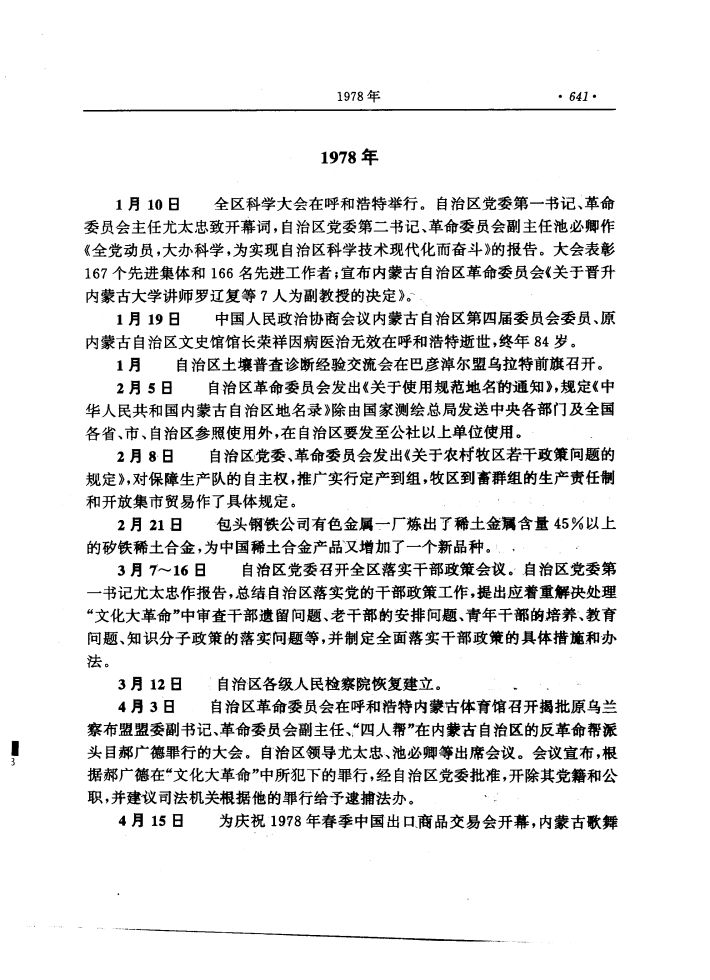 1978 年 · 641 ·
1978 年
1 月 10 日 全区科学大会在呼和浩特举行。自治区党委第一书记、革命
委员会主任尤太忠致开幕词,自治区党委第二书记、革命委员会副主任池必卿作
《全党动员,大办科学,为实现自治区科学技术现代化而奋斗》的报告。大会表彰
167 个先进集体和 166 名先进工作者;宣布内蒙古自治区革命委员会《关于晋升
内蒙古大学讲师罗辽复等 7 人为副教授的决定》。
1 月 19 日 中国人民政治协商会议内蒙古自治区第四届委员会委员、原
内蒙古自治区文史馆馆长荣祥因病医治无效在呼和浩特逝世,终年 84 岁。
1 月 自治区土壤普查诊断经验交流会在巴彦淖尔盟乌拉特前旗召开。
2 月 5 日 自治区革命委员会发出《关于使用规范地名的通知》,规定《中
华人民共和国内蒙古自治区地名录》除由国家测绘总局发送中央各部门及全国
各省、市、自治区参照使用外,在自治区要发至公社以上单位使用。
2 月 8 日 自治区党委、革命委员会发出《关于农村牧区若干政策问题的
规定》,对保障生产队的自主权,推广实行定产到组,牧区到畜群组的生产责任制
和开放集市贸易作了具体规定。
2 月 21 日 包头钢铁公司有色金属一厂炼出了稀土金属含量 45%以上
的矽铁稀土合金,为中国稀土合金产品又增加了一个新品种。
3 月 7～16 日 自治区党委召开全区落实干部政策会议。自治区党委第
一书记尤太忠作报告,总结自治区落实党的干部政策工作,提出应着重解决处理
“文化大革命”中审查干部遗留问题、老干部的安排问题、青年干部的培养、教育
问题、知识分子政策的落实问题等,并制定全面落实干部政策的具体措施和办
法。
3 月 12 日 自治区各级人民检察院恢复建立。
4 月 3 日 自治区革命委员会在呼和浩特内蒙古体育馆召开揭批原乌兰
察布盟盟委副书记、革命委员会副主任、“四人帮”在内蒙古自治区的反革命帮派
头目郝广德罪行的大会。自治区领导尤太忠、池必卿等出席会议。会议宣布,根
据郝广德在“文化大革命”中所犯下的罪行,经自治区党委批准,开除其党籍和公
职,并建议司法机关根据他的罪行给予逮捕法办。
4 月 15 日 为庆祝 1978 年春季中国出口商品交易会开幕,内蒙古歌舞